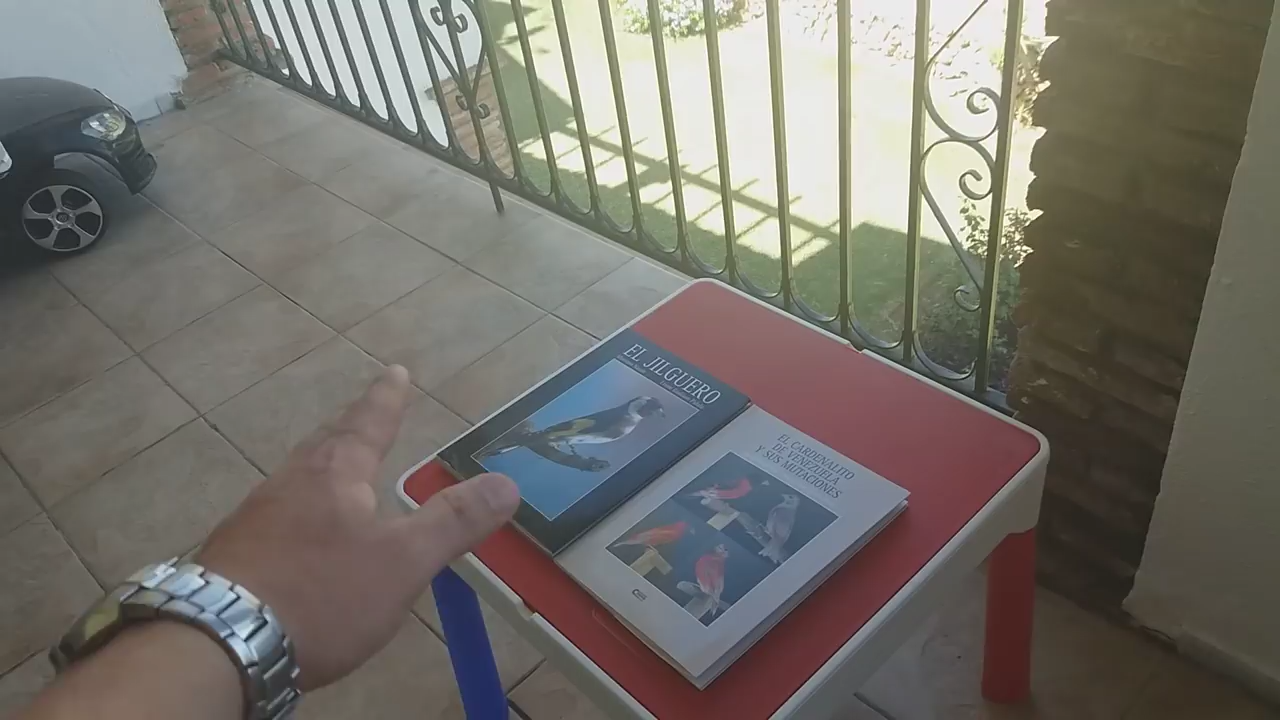 EL JILGUERO
EL CARDENALITO
DE VENEZUELA
Y SUS MUTACIONES